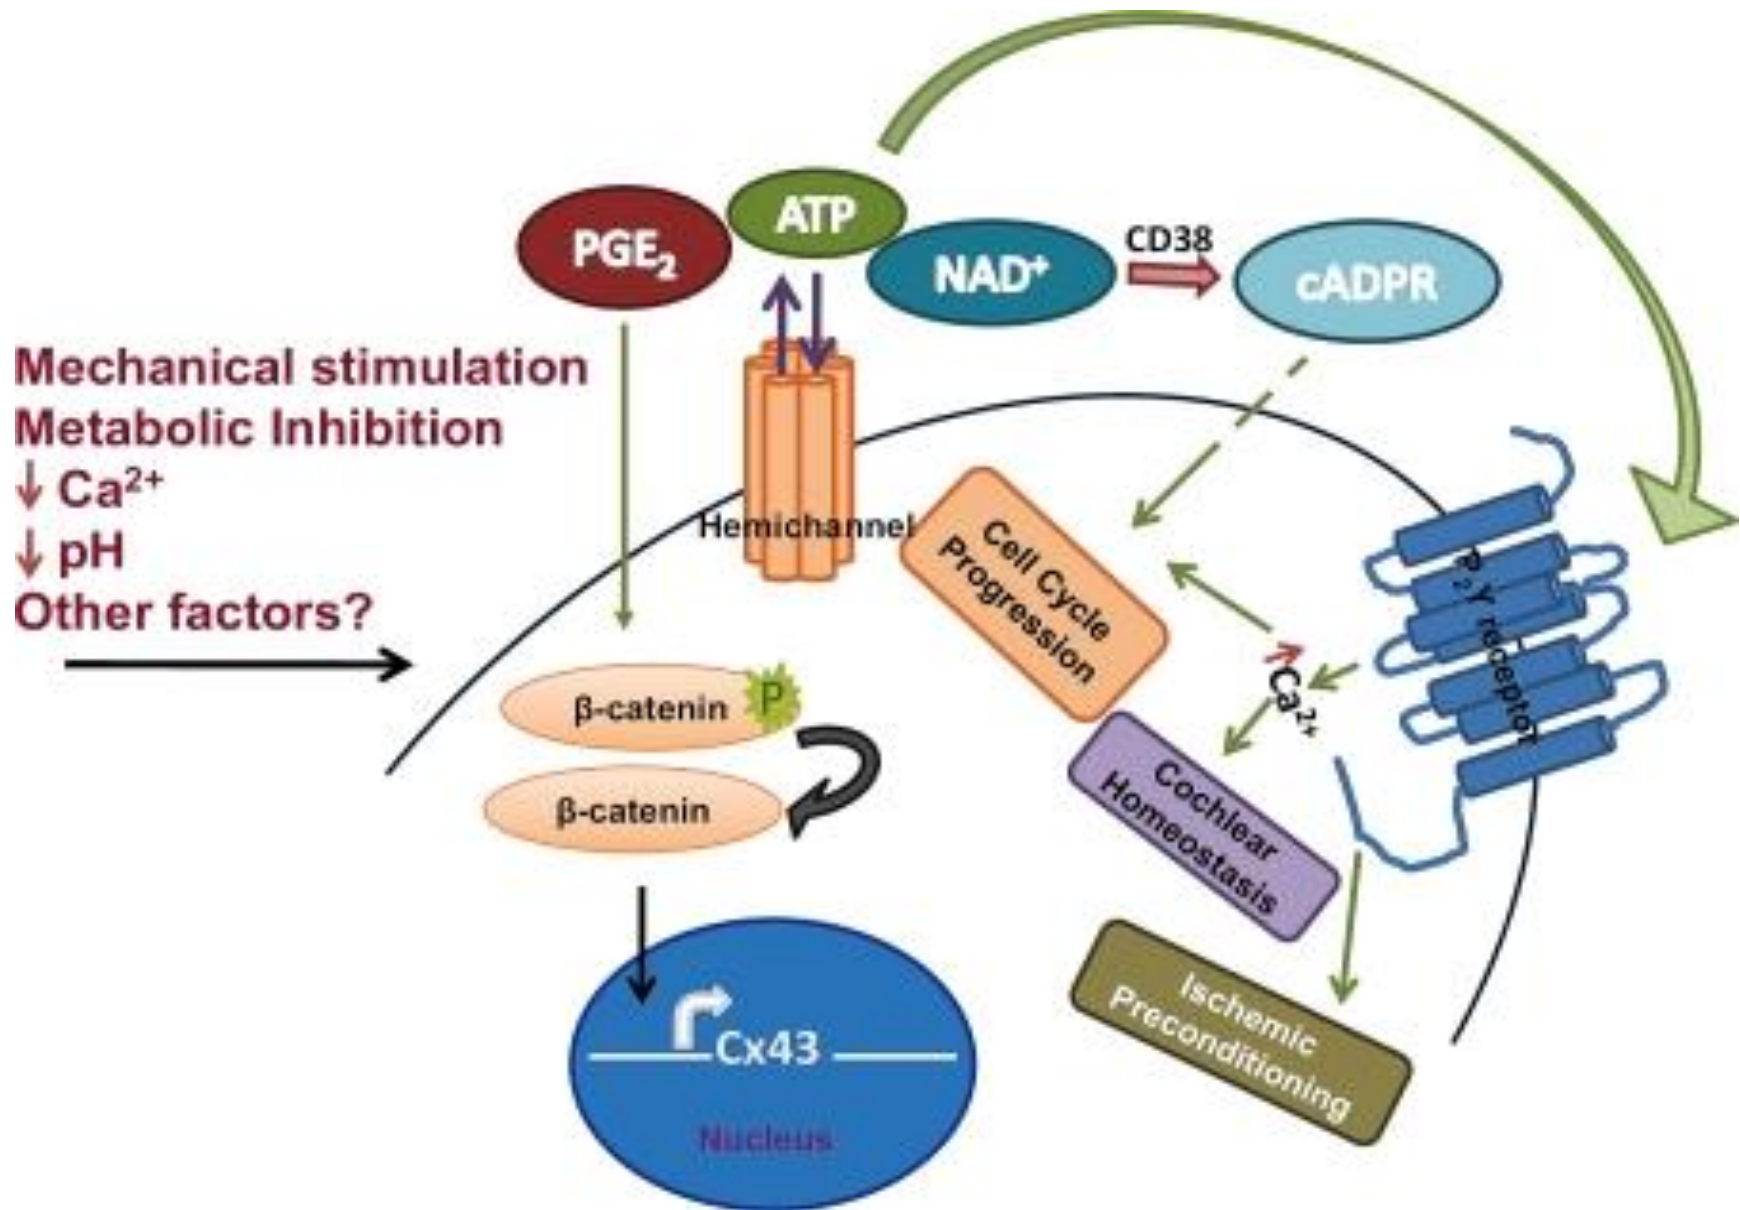 PGE₂
ATP
NAD⁺
CD38
cADPR
Mechanical stimulation
Metabolic Inhibition
↓ Ca²⁺
↓ pH
Other factors?
Hemichannel
Cell Cycle
Progression
P₂Y receptor
Ca²⁺
β-catenin
P
β-catenin
Cochlear
Homeostasis
Ischemic
Preconditioning
Cx43
Nucleus